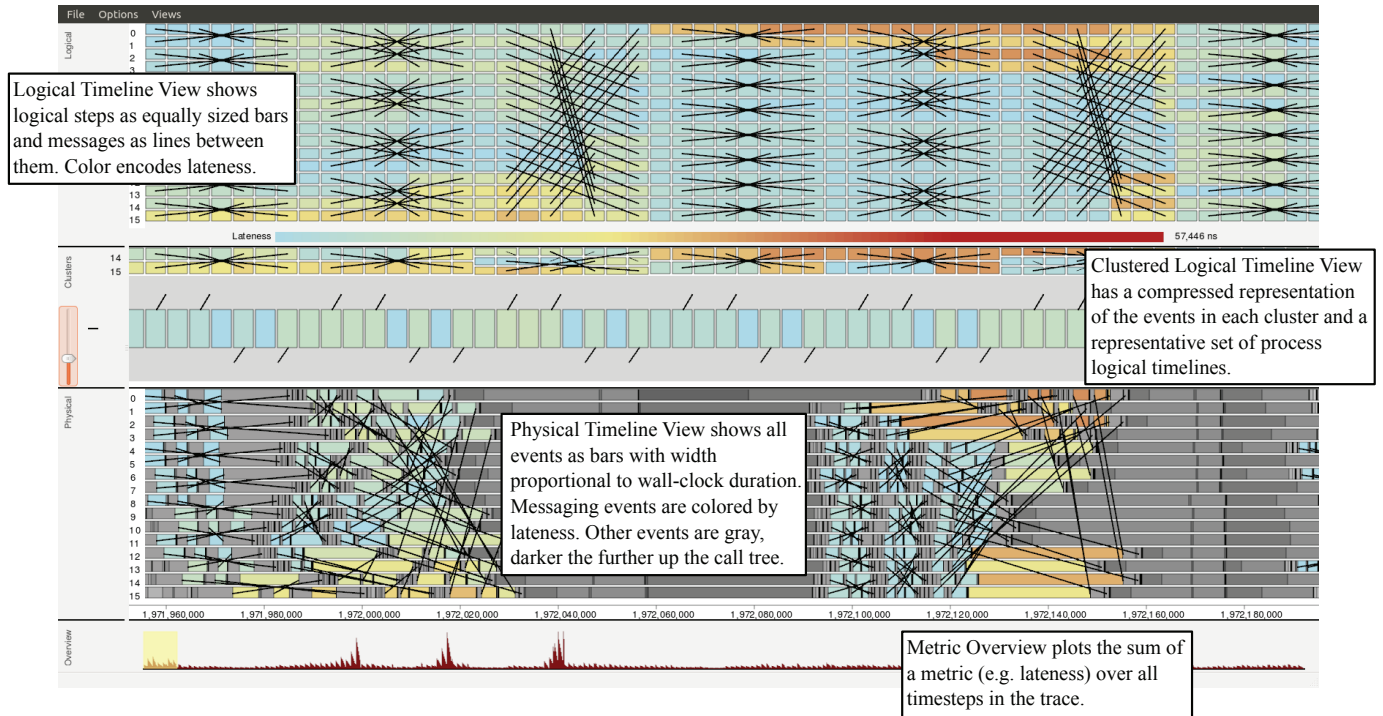 File Options Views
Logical
0
1
2
3
Logical Timeline View shows
logical steps as equally sized bars
and messages as lines between
them. Color encodes lateness.
12
13
14
15
Lateness 57,446 ns
Clusters
14
15
Clustered Logical Timeline View
has a compressed representation
of the events in each cluster and a
representative set of process
logical timelines.
Physical
0
1
2
3
4
5
6
7
8
9
10
11
12
13
14
15
Physical Timeline View shows all
events as bars with width
proportional to wall-clock duration.
Messaging events are colored by
lateness. Other events are gray,
darker the further up the call tree.
1,971,960,000 1,971,980,000 1,972,000,000 1,972,020,000 1,972,040,000 1,972,060,000 1,972,080,000 1,972,100,000 1,972,120,000 1,972,140,000 1,972,160,000 1,972,180,000
Overview
Metric Overview plots the sum of
a metric (e.g. lateness) over all
timesteps in the trace.